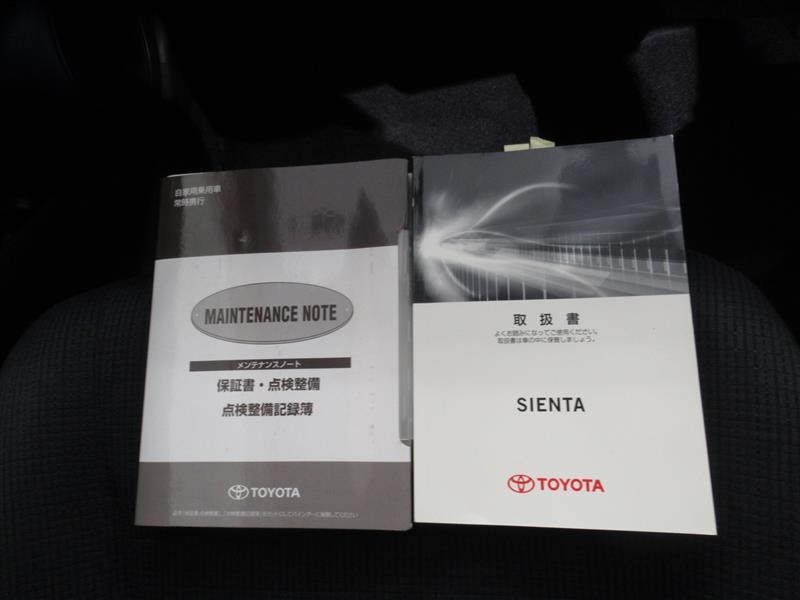 自家用乗用車
常時携行
MAINTENANCE NOTE
メンテナンスノート
保証書・点検整備
点検整備記録簿
TOYOTA
取扱書
よくお読みになってご使用ください。
取扱書は車の中に保管しましょう。
SIENTA
TOYOTA